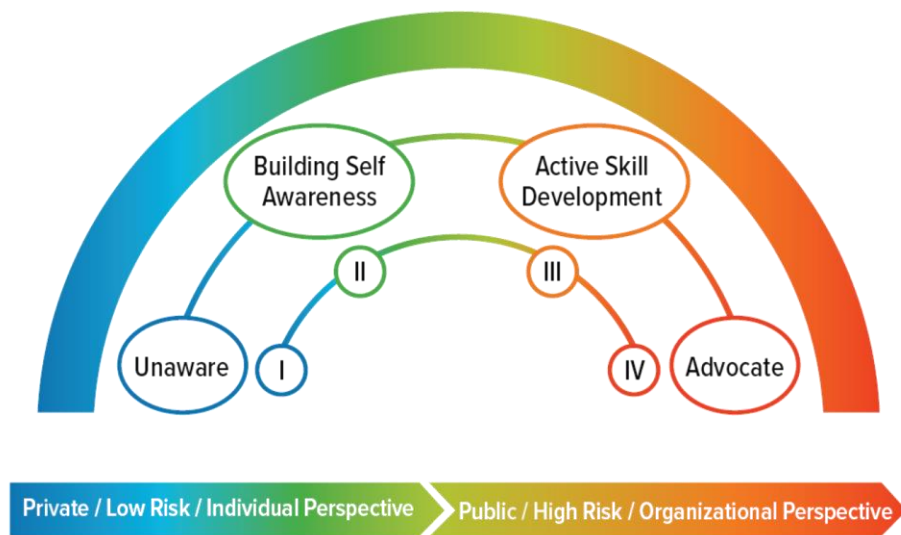 Building Self
Awareness
Active Skill
Development
II
III
Unaware
I
IV
Advocate
Private / Low Risk / Individual Perspective
Public / High Risk / Organizational Perspective